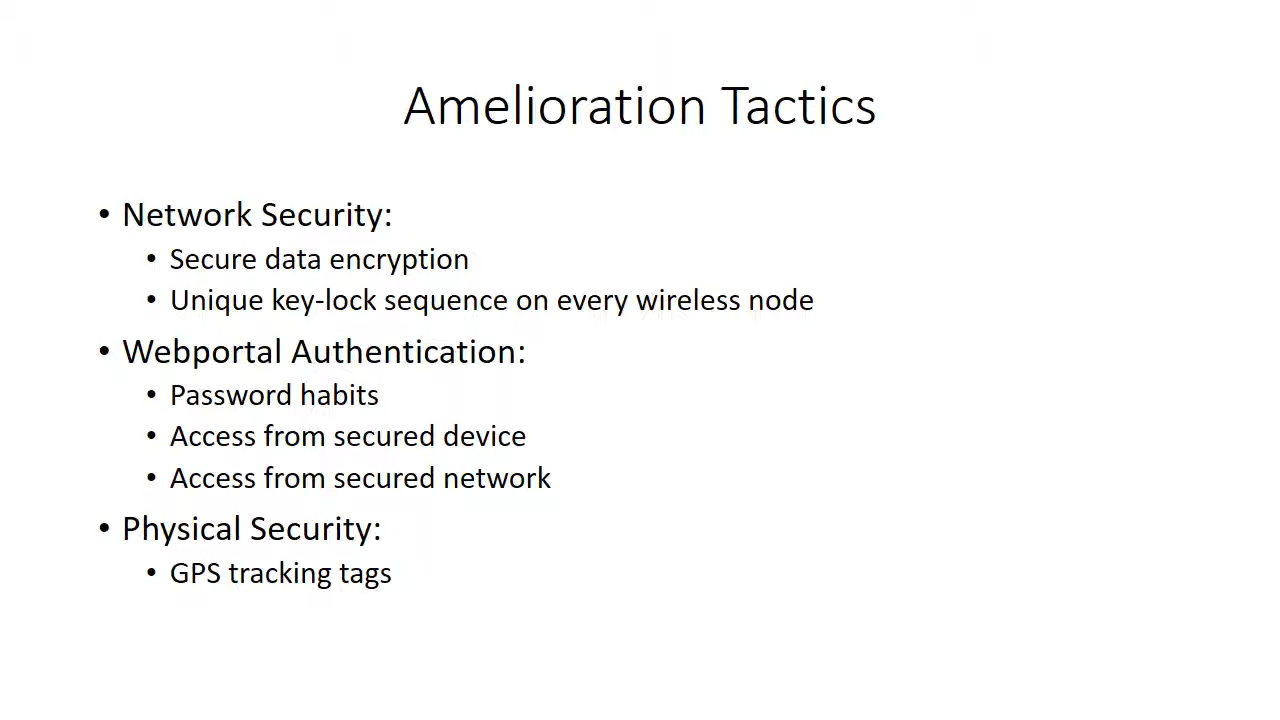 Amelioration Tactics
• Network Security:
• Secure data encryption
• Unique key-lock sequence on every wireless node
• Webportal Authentication:
• Password habits
• Access from secured device
• Access from secured network
• Physical Security:
• GPS tracking tags